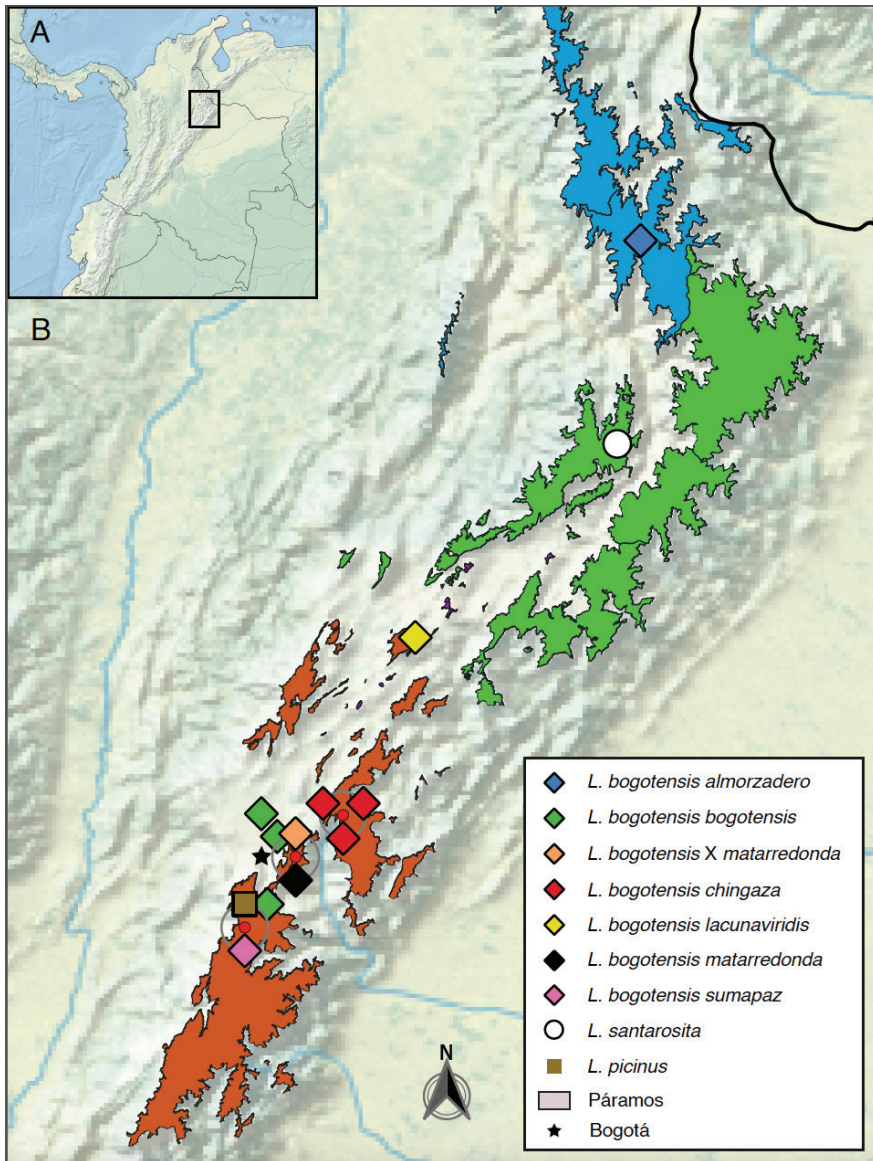 A
B
N
L. bogotensis almorzadero
L. bogotensis bogotensis
L. bogotensis X matarredonda
L. bogotensis chingaza
L. bogotensis lacunaviridis
L. bogotensis matarredonda
L. bogotensis sumapaz
L. santarosita
L. picinus
Páramos
Bogotá